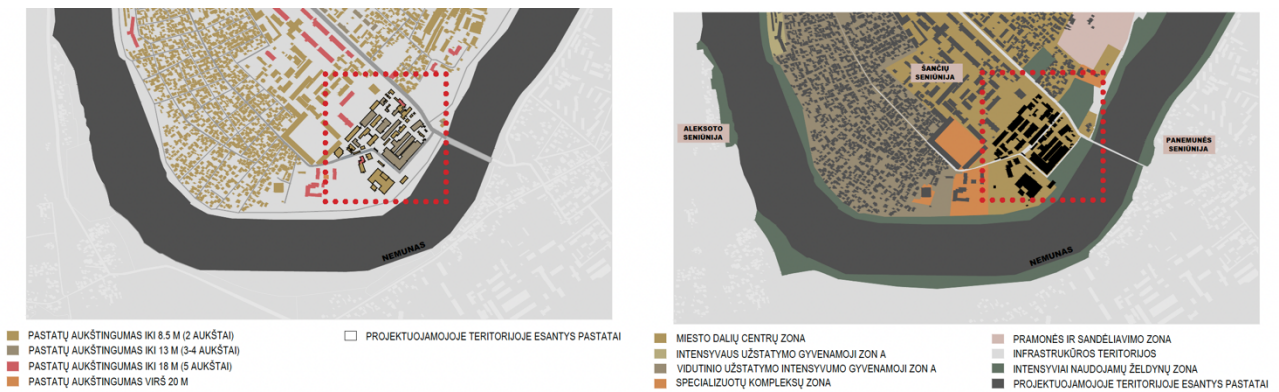 NEMUNAS
PASTATŲ AUKŠTINGUMAS IKI 8.5 M (2 AUKŠTAI)
PASTATŲ AUKŠTINGUMAS IKI 13 M (3-4 AUKŠTAI)
PASTATŲ AUKŠTINGUMAS IKI 18 M (5 AUKŠTAI)
PASTATŲ AUKŠTINGUMAS VIRŠ 20 M
PROJEKTUOJAMOJOJE TERITORIJOJE ESANTYS PASTATAI
ŠANČIŲ
SENIŪNIJA
ALEKSOTO
SENIŪNIJA
PANEMUNĖS
SENIŪNIJA
NEMUNAS
MIESTO DALIŲ CENTRŲ ZONA
INTENSYVAUS UŽSTATYMO GYVENAMOJI ZON A
VIDUTINIO UŽSTATYMO INTENSYVUMO GYVENAMOJI ZON A
SPECIALIZUOTŲ KOMPLEKSŲ ZONA
PRAMONĖS IR SANDĖLIAVIMO ZONA
INFRASTRUKŪROS TERITORIJOS
INTENSYVIAI NAUDOJAMŲ ŽELDYNŲ ZONA
PROJEKTUOJAMOJOJE TERITORIJOJE ESANTYS PASTATAI